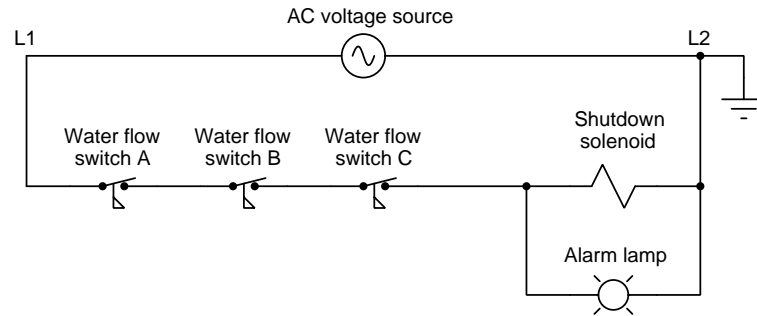 AC voltage source
L1
L2
Water flow
switch A
Water flow
switch B
Water flow
switch C
Shutdown
solenoid
Alarm lamp